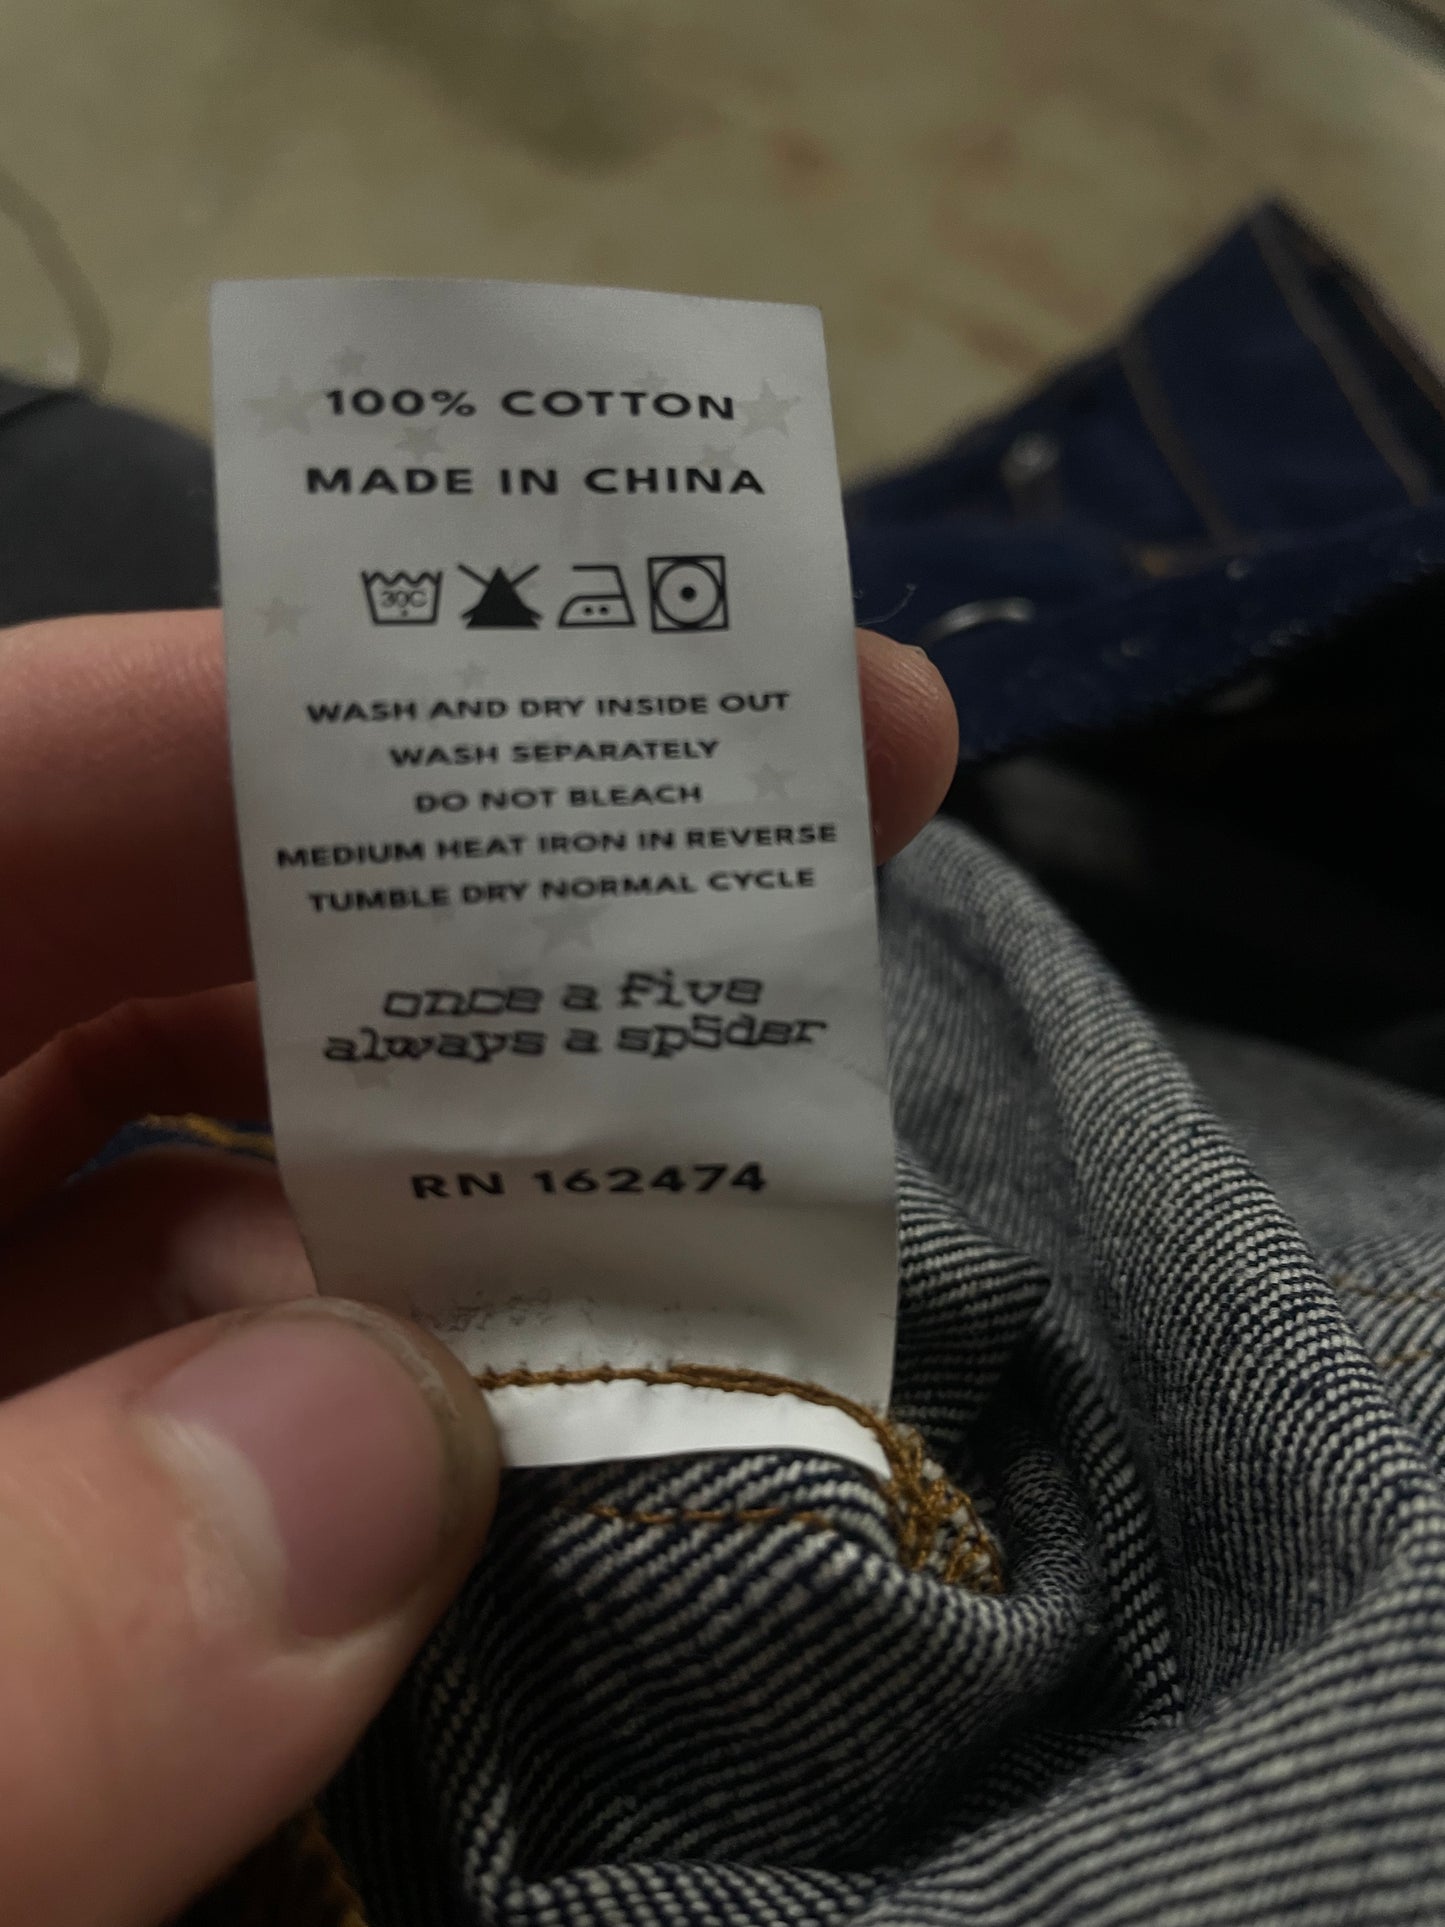 100% COTTON
MADE IN CHINA
30C
WASH AND DRY INSIDE OUT
WASH SEPARATELY
DO NOT BLEACH
MEDIUM HEAT IRON IN REVERSE
TUMBLE DRY NORMAL CYCLE
once a five
always a sp5der
RN 162474